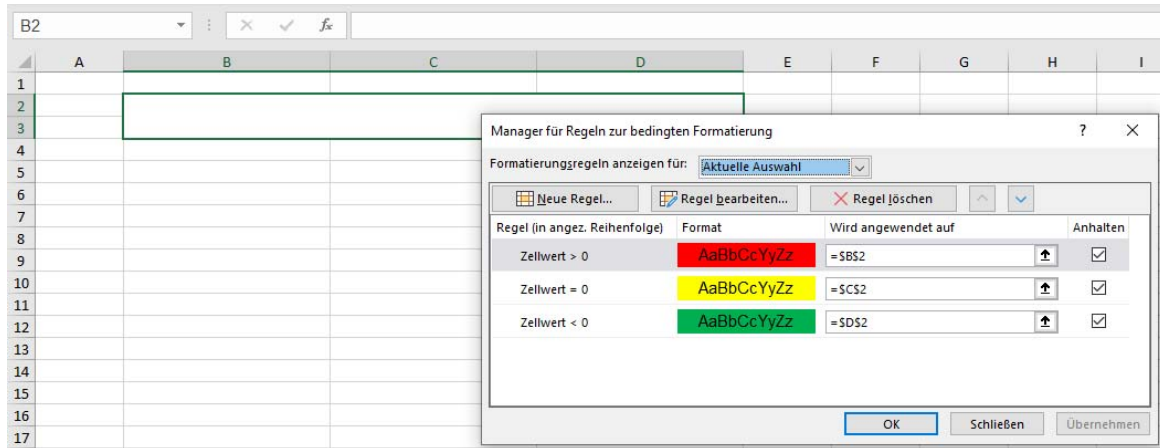 B2 fx
A B C D E F G H I
1
2
3
4
5
6
7
8
9
10
11
12
13
14
15
16
17
Manager für Regeln zur bedingten Formatierung ? ×
Formatierungsregeln anzeigen für: Aktuelle Auswahl
Neue Regel... Regel bearbeiten... Regel löschen
Regel (in angez. Reihenfolge) Format Wird angewendet auf Anhalten
Zellwert > 0 AaBbCcYyZz =$B$2
Zellwert = 0 AaBbCcYyZz =$C$2
Zellwert < 0 AaBbCcYyZz =$D$2
OK Schließen Übernehmen